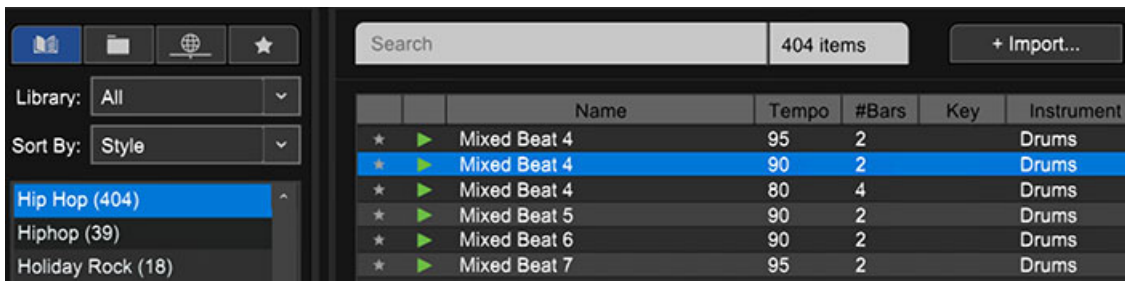 Search 404 items + Import...
Library: All
Sort By: Style
Hip Hop (404)
Hiphop (39)
Holiday Rock (18)
Name Tempo #Bars Key Instrument
Mixed Beat 4 95 2 Drums
Mixed Beat 4 90 2 Drums
Mixed Beat 4 80 4 Drums
Mixed Beat 5 90 2 Drums
Mixed Beat 6 90 2 Drums
Mixed Beat 7 95 2 Drums